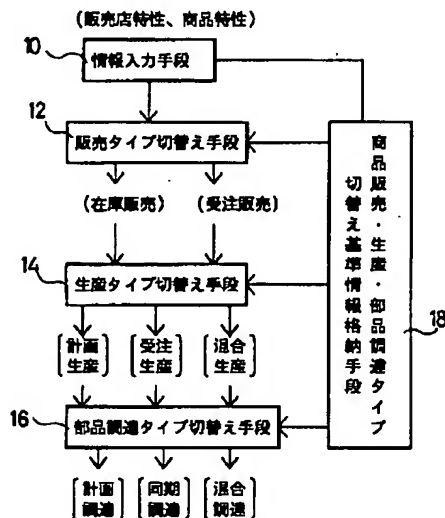 (販売店特性、商品特性)
10
情報入力手段
12
販売タイプ切替え手段
(在庫販売)
(受注販売)
14
生産タイプ切替え手段
計画
生産
受注
生産
混合
生産
16
部品調達タイプ切替え手段
計画
調達
同期
調達
混合
調達
商品販売・生産・部品調達タイプ
切替え基準情報格納手段
18